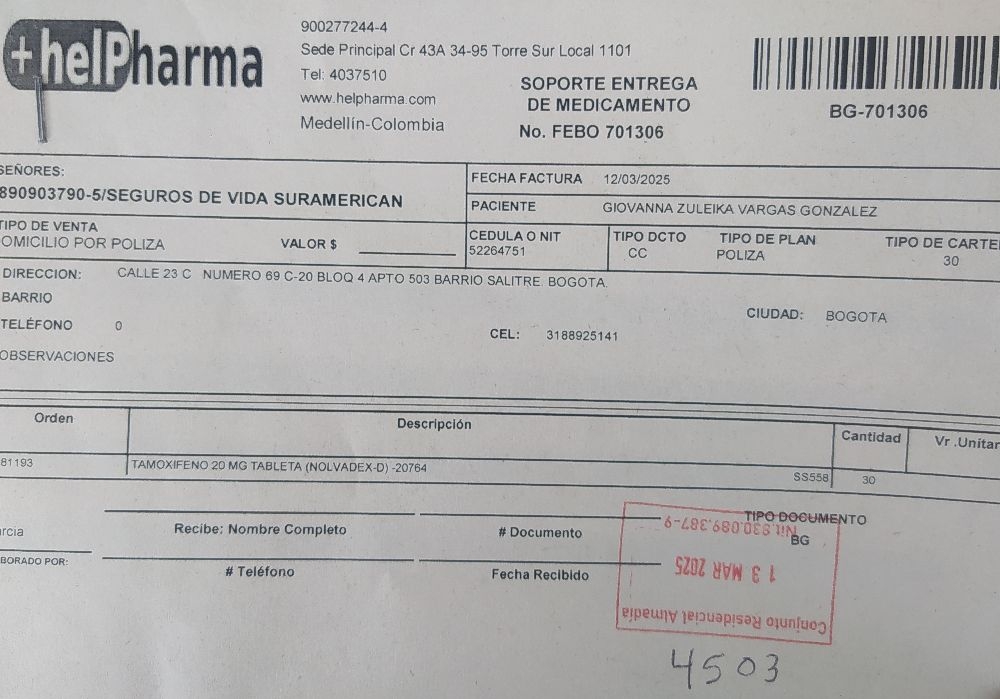 +helPharma
900277244-4
Sede Principal Cr 43A 34-95 Torre Sur Local 1101
Tel: 4037510
www.helpharma.com
Medellín-Colombia
SOPORTE ENTREGA
DE MEDICAMENTO
No. FEBO 701306
BG-701306
SEÑORES:
890903790-5/SEGUROS DE VIDA SURAMERICAN
FECHA FACTURA 12/03/2025
PACIENTE GIOVANNA ZULEIKA VARGAS GONZALEZ
TIPO DE VENTA
OMICILIO POR POLIZA
VALOR $
CEDULA O NIT
52264751
TIPO DCTO
CC
TIPO DE PLAN
POLIZA
TIPO DE CARTE
30
DIRECCION: CALLE 23 C NUMERO 69 C-20 BLOQ 4 APTO 503 BARRIO SALITRE. BOGOTA.
BARRIO
TELÉFONO 0
CEL: 3188925141
CIUDAD: BOGOTA
OBSERVACIONES
Orden Descripción Cantidad Vr .Unitar
81193 TAMOXIFENO 20 MG TABLETA (NOLVADEX-D) -20764 SS558 30
rcia
BORADO POR:
Recibe: Nombre Completo
# Documento
TIPO DOCUMENTO
BG
# Teléfono
Fecha Recibido
Conjunto Residencial Almadía
13 MAR 2025
Nit.930.089.387-9
4503